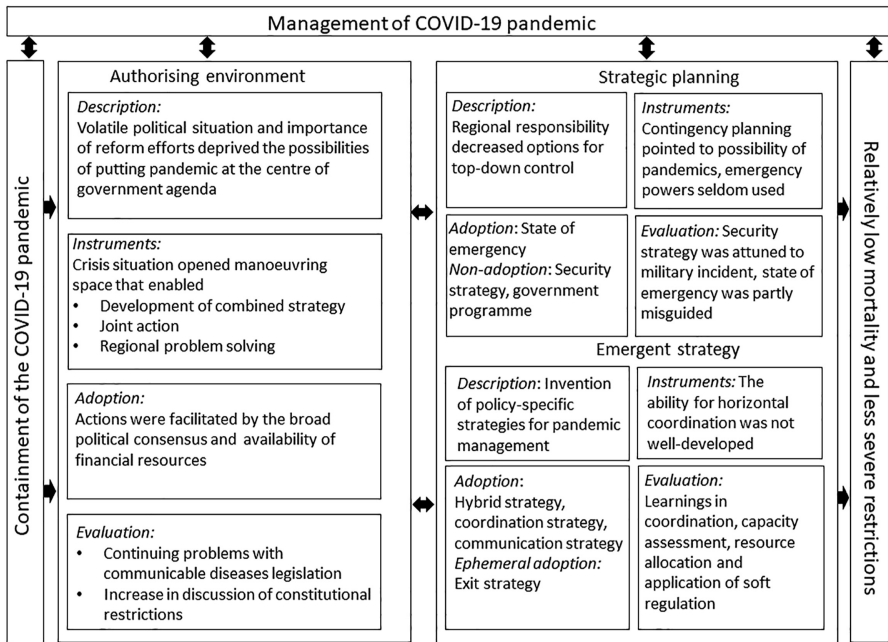 Management of COVID-19 pandemic
Containment of the COVID-19 pandemic
Authorising environment
Description:
Volatile political situation and importance
of reform efforts deprived the possibilities
of putting pandemic at the centre of
government agenda
Instruments:
Crisis situation opened manoeuvring
space that enabled
• Development of combined strategy
• Joint action
• Regional problem solving
Adoption:
Actions were facilitated by the broad
political consensus and availability of
financial resources
Evaluation:
• Continuing problems with
communicable diseases legislation
• Increase in discussion of constitutional
restrictions
Strategic planning
Description:
Regional responsibility
decreased options for
top-down control
Instruments:
Contingency planning
pointed to possibility of
pandemics, emergency
powers seldom used
Adoption: State of
emergency
Non-adoption: Security
strategy, government
programme
Evaluation: Security
strategy was attuned to
military incident, state of
emergency was partly
misguided
Emergent strategy
Description: Invention
of policy-specific
strategies for pandemic
management
Instruments: The
ability for horizontal
coordination was not
well-developed
Adoption:
Hybrid strategy,
coordination strategy,
communication strategy
Ephemeral adoption:
Exit strategy
Evaluation:
Learnings in
coordination, capacity
assessment, resource
allocation and
application of soft
regulation
Relatively low mortality and less severe restrictions